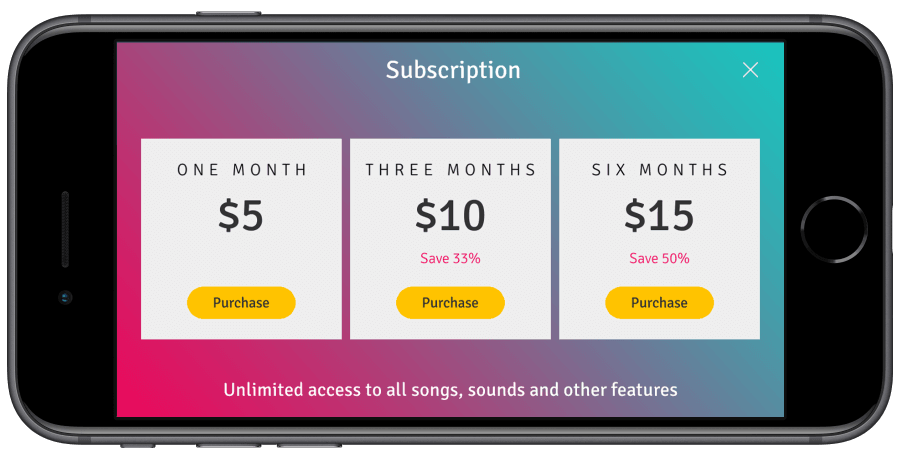 Subscription
ONE MONTH
$5
Purchase
THREE MONTHS
$10
Save 33%
Purchase
SIX MONTHS
$15
Save 50%
Purchase
Unlimited access to all songs, sounds and other features